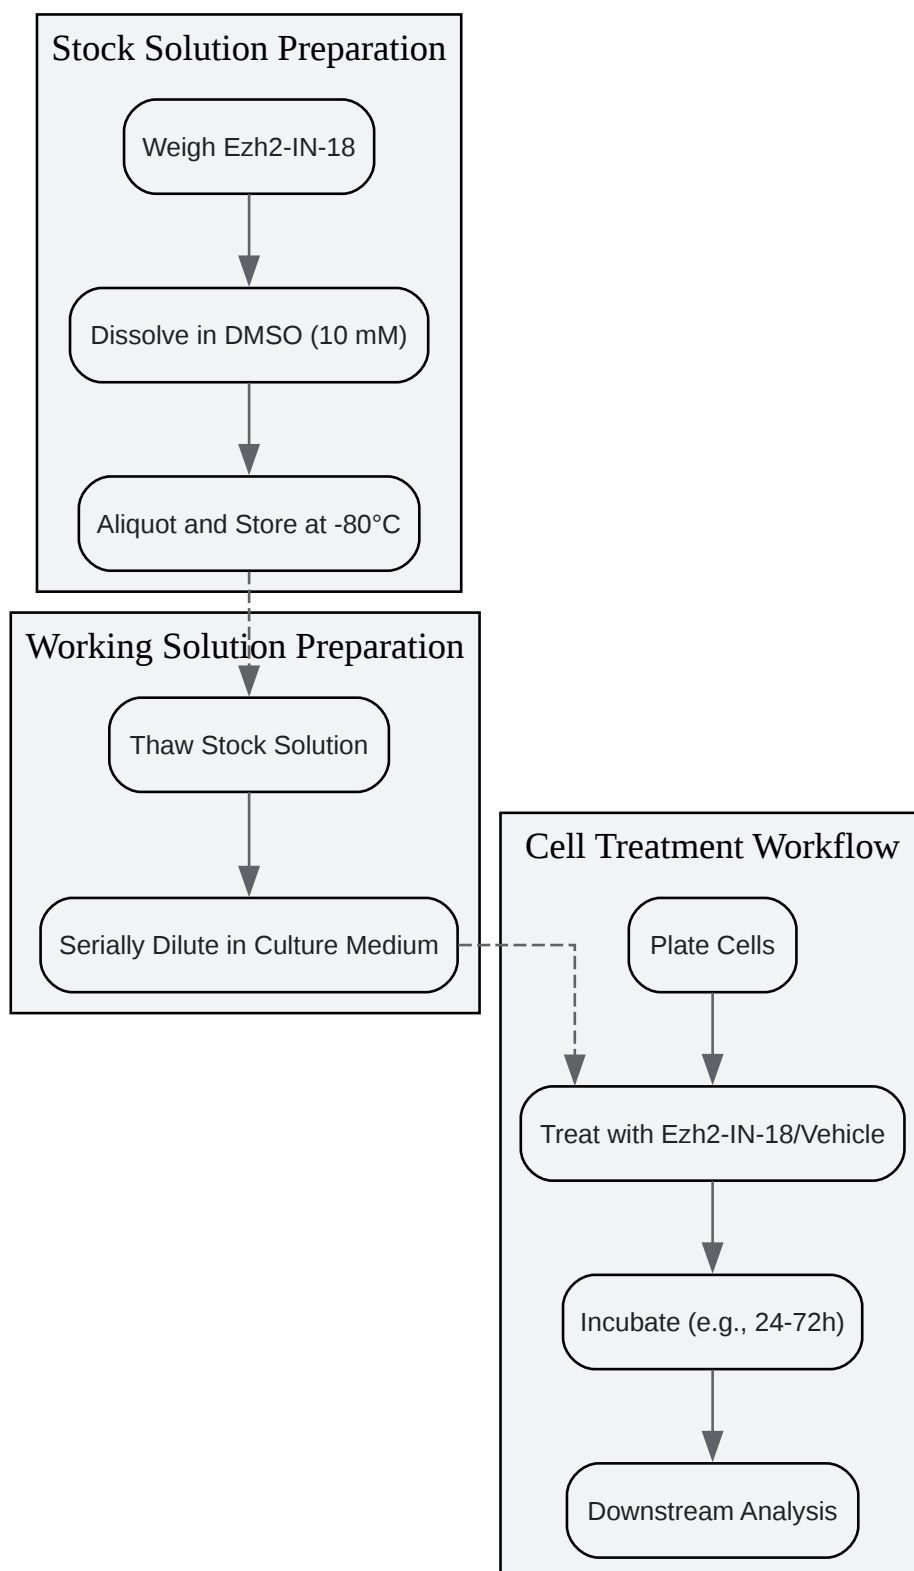 Stock Solution Preparation
Weigh Ezh2-IN-18
Dissolve in DMSO (10 mM)
Aliquot and Store at -80°C
Working Solution Preparation
Thaw Stock Solution
Serially Dilute in Culture Medium
Cell Treatment Workflow
Plate Cells
Treat with Ezh2-IN-18/Vehicle
Incubate (e.g., 24-72h)
Downstream Analysis